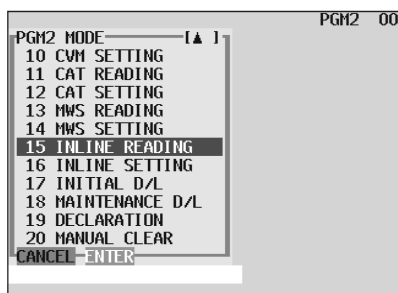 PGM2 00
PGM2 MODE [▲ ]
10 CVM SETTING
11 CAT READING
12 CAT SETTING
13 MWS READING
14 MWS SETTING
15 INLINE READING
16 INLINE SETTING
17 INITIAL D/L
18 MAINTENANCE D/L
19 DECLARATION
20 MANUAL CLEAR
CANCEL ENTER